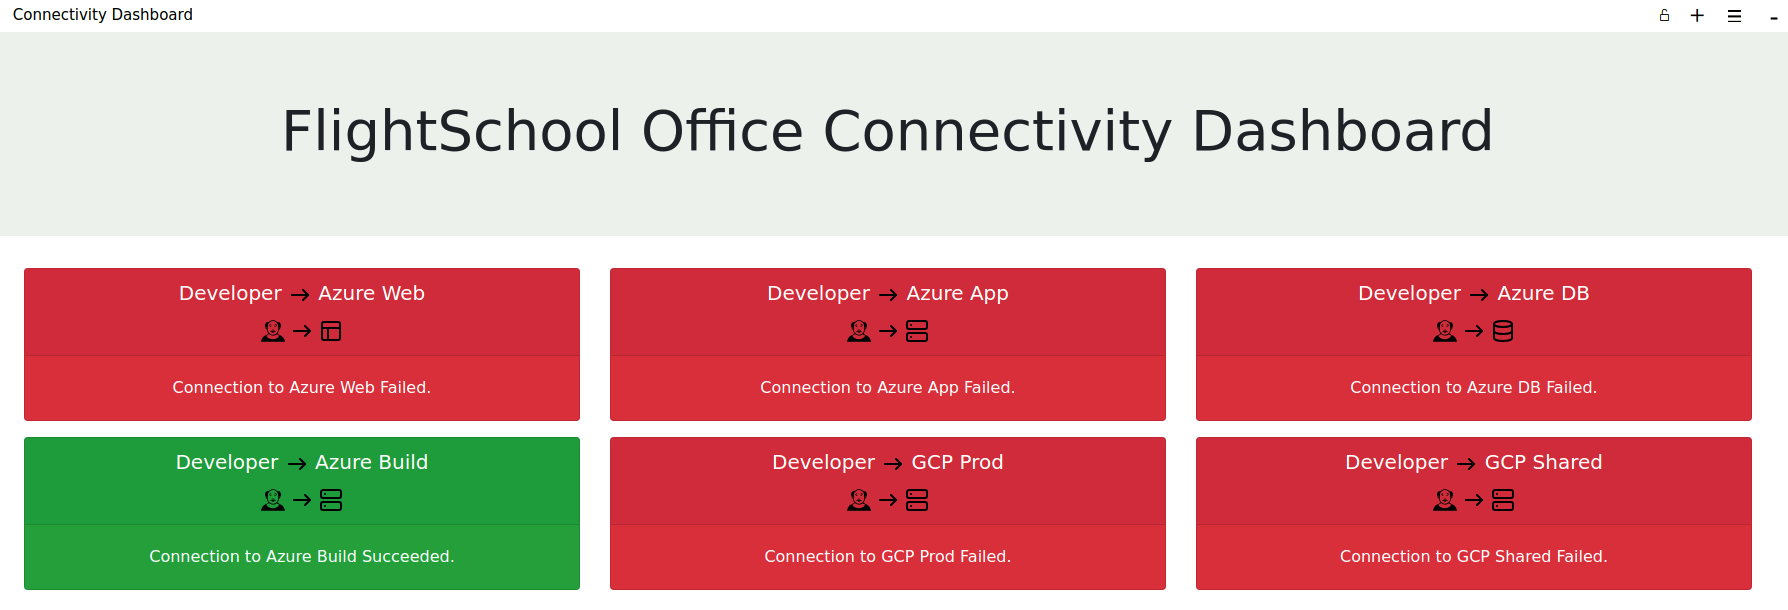 Connectivity Dashboard
FlightSchool Office Connectivity Dashboard
Developer → Azure Web
Connection to Azure Web Failed.
Developer → Azure App
Connection to Azure App Failed.
Developer → Azure DB
Connection to Azure DB Failed.
Developer → Azure Build
Connection to Azure Build Succeeded.
Developer → GCP Prod
Connection to GCP Prod Failed.
Developer → GCP Shared
Connection to GCP Shared Failed.